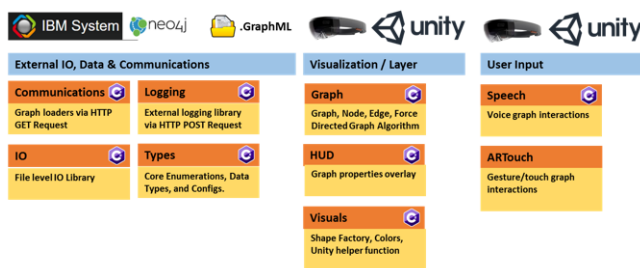 IBM System
neo4j
.GraphML
unity
unity
External IO, Data & Communications
Visualization / Layer
User Input
Communications
Graph loaders via HTTP
GET Request
Logging
External logging library
via HTTP POST Request
IO
File level IO Library
Types
Core Enumerations, Data
Types, and Configs.
Graph
Graph, Node, Edge, Force
Directed Graph Algorithm
HUD
Graph properties overlay
Visuals
Shape Factory, Colors,
Unity helper function
Speech
Voice graph interactions
ARTouch
Gesture/touch graph
interactions